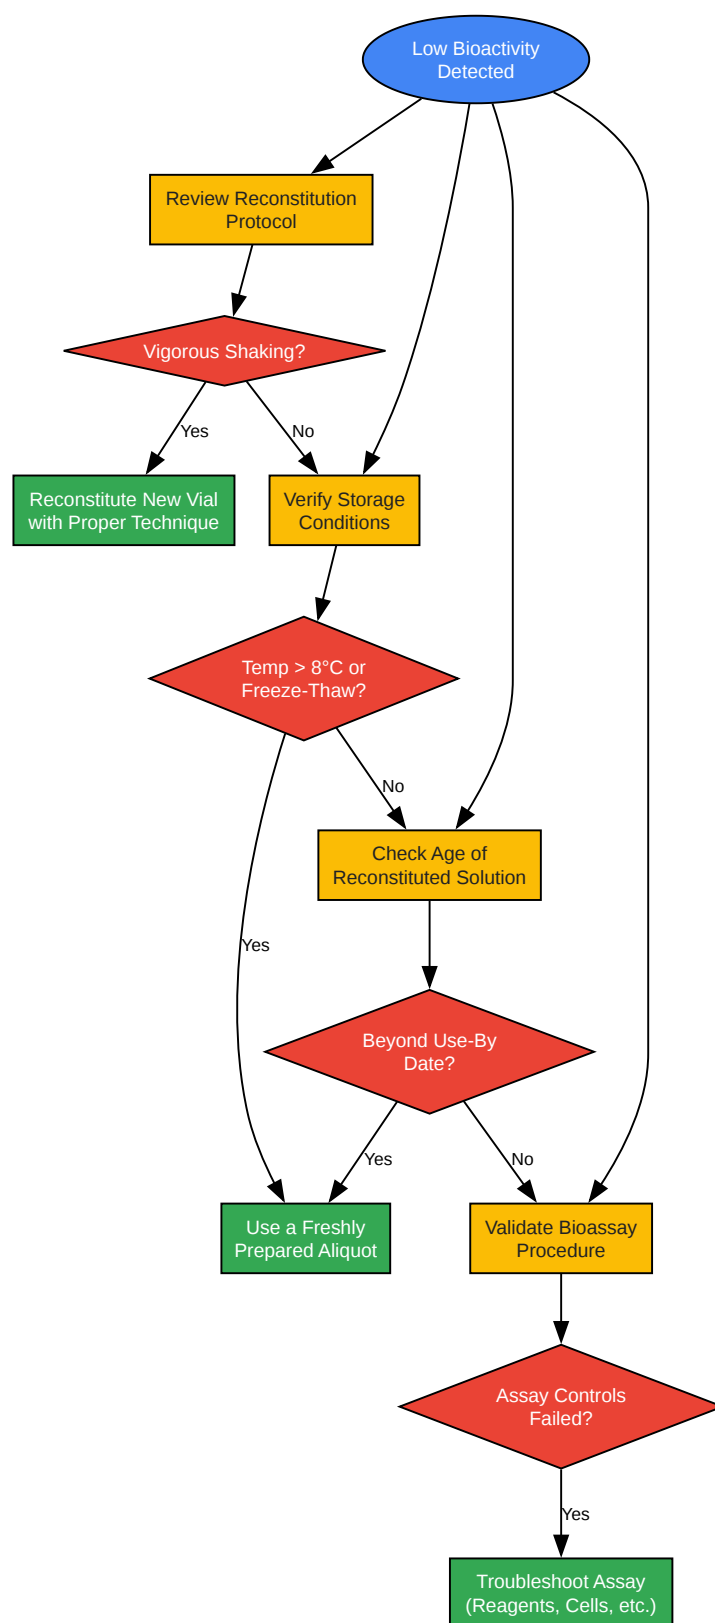 Low Bioactivity
Detected
Review Reconstitution
Protocol
Vigorous Shaking?
Yes
No
Reconstitute New Vial
with Proper Technique
Verify Storage
Conditions
Temp > 8°C or
Freeze-Thaw?
No
Check Age of
Reconstituted Solution
Yes
Beyond Use-By
Date?
Yes
No
Use a Freshly
Prepared Aliquot
Validate Bioassay
Procedure
Assay Controls
Failed?
Yes
Troubleshoot Assay
(Reagents, Cells, etc.)